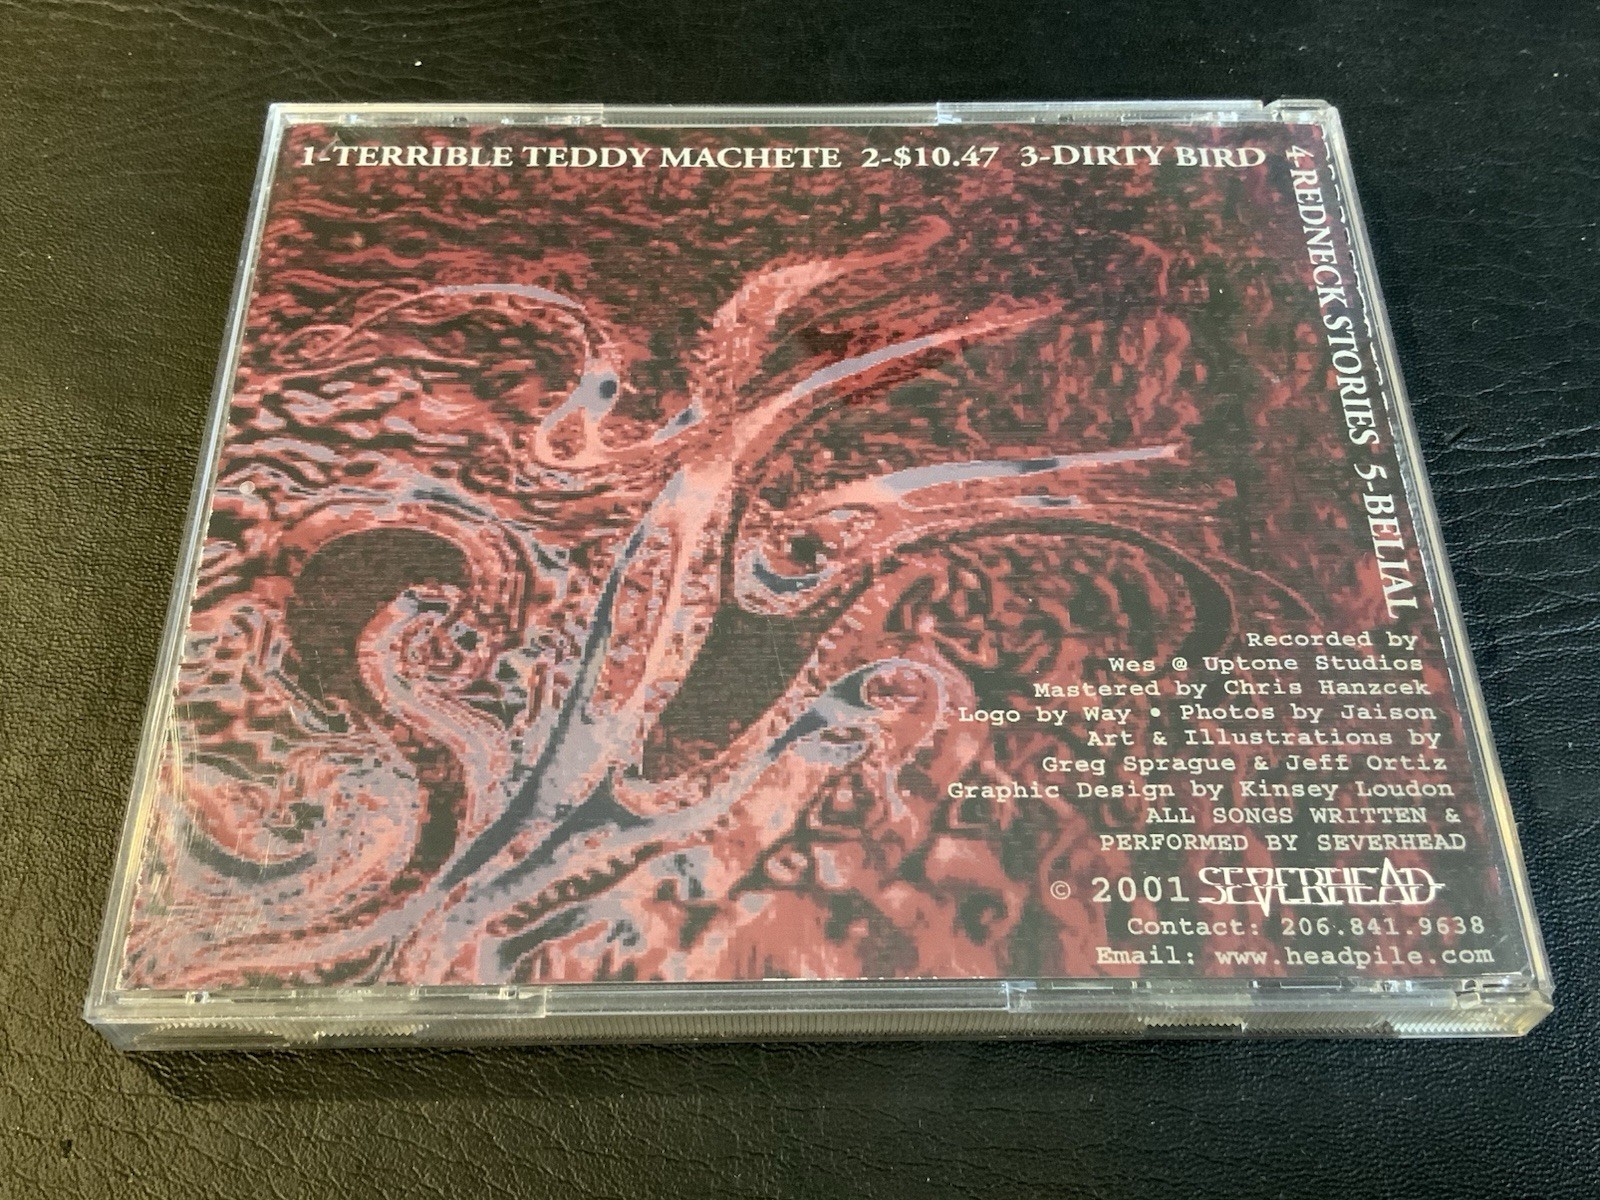 1-TERRIBLE TEDDY MACHETE 2-$10.47 3-DIRTY BIRD
4-REDNECK STORIES 5-BELIAL
Recorded by
Wes @ Uptone Studios
Mastered by Chris Hanzcek
Logo by Way • Photos by Jaison
Art & Illustrations by
Greg Sprague & Jeff Ortiz
Graphic Design by Kinsey Loudon
ALL SONGS WRITTEN &
PERFORMED BY SEVERHEAD
© 2001 SEVERHEAD
Contact: 206.841.9638
Email: www.headpile.com